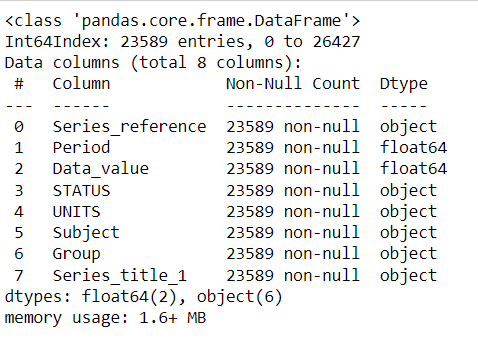 <class 'pandas.core.frame.DataFrame'>
Int64Index: 23589 entries, 0 to 26427
Data columns (total 8 columns):
 #   Column            Non-Null Count  Dtype
---  ------            --------------  -----
 0   Series_reference  23589 non-null  object
 1   Period            23589 non-null  float64
 2   Data_value        23589 non-null  float64
 3   STATUS            23589 non-null  object
 4   UNITS             23589 non-null  object
 5   Subject           23589 non-null  object
 6   Group             23589 non-null  object
 7   Series_title_1    23589 non-null  object
dtypes: float64(2), object(6)
memory usage: 1.6+ MB